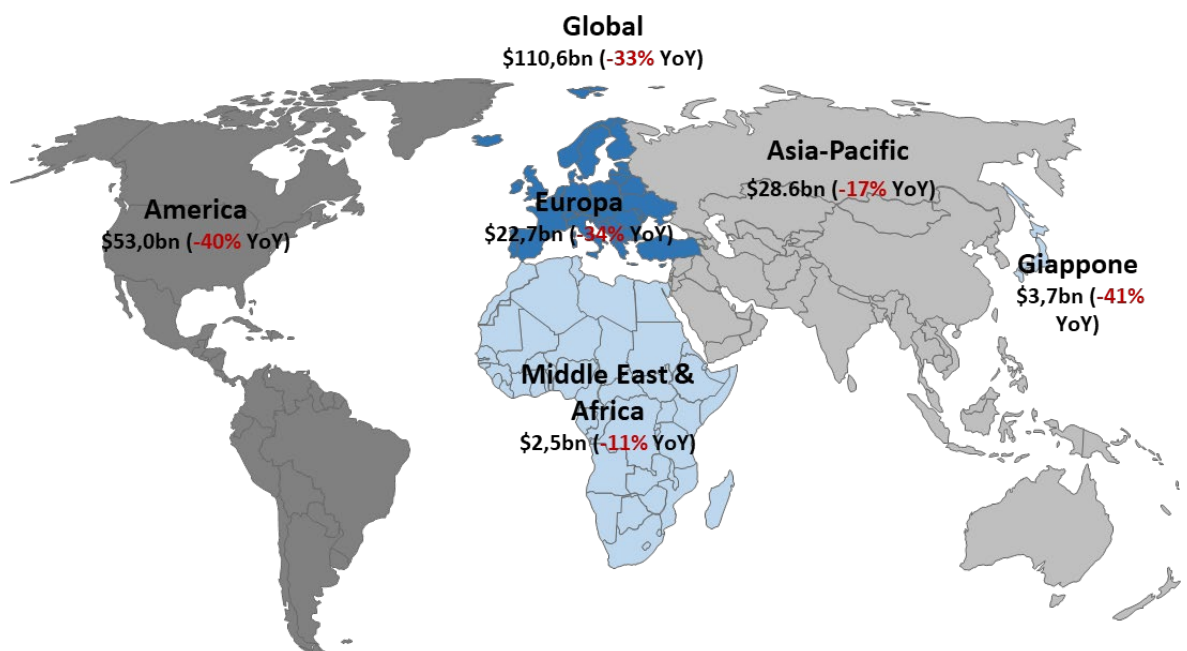 Global
$110,6bn (-33% YoY)
Asia-Pacific
$28.6bn (-17% YoY)
America
$53,0bn (-40% YoY)
Europa
$22,7bn (-34% YoY)
Giappone
$3,7bn (-41%
YoY)
Middle East &
Africa
$2,5bn (-11% YoY)